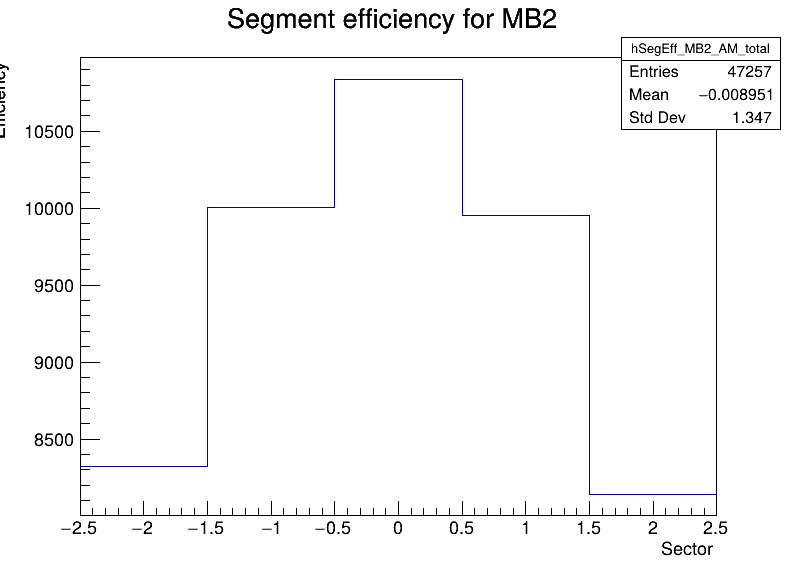 Segment efficiency for MB2
hSegEff_MB2_AM_total
Entries 47257
Mean −0.008951
Std Dev 1.347
Efficiency
10500
10000
9500
9000
8500
−2.5 −2 −1.5 −1 −0.5 0 0.5 1 1.5 2 2.5
Sector